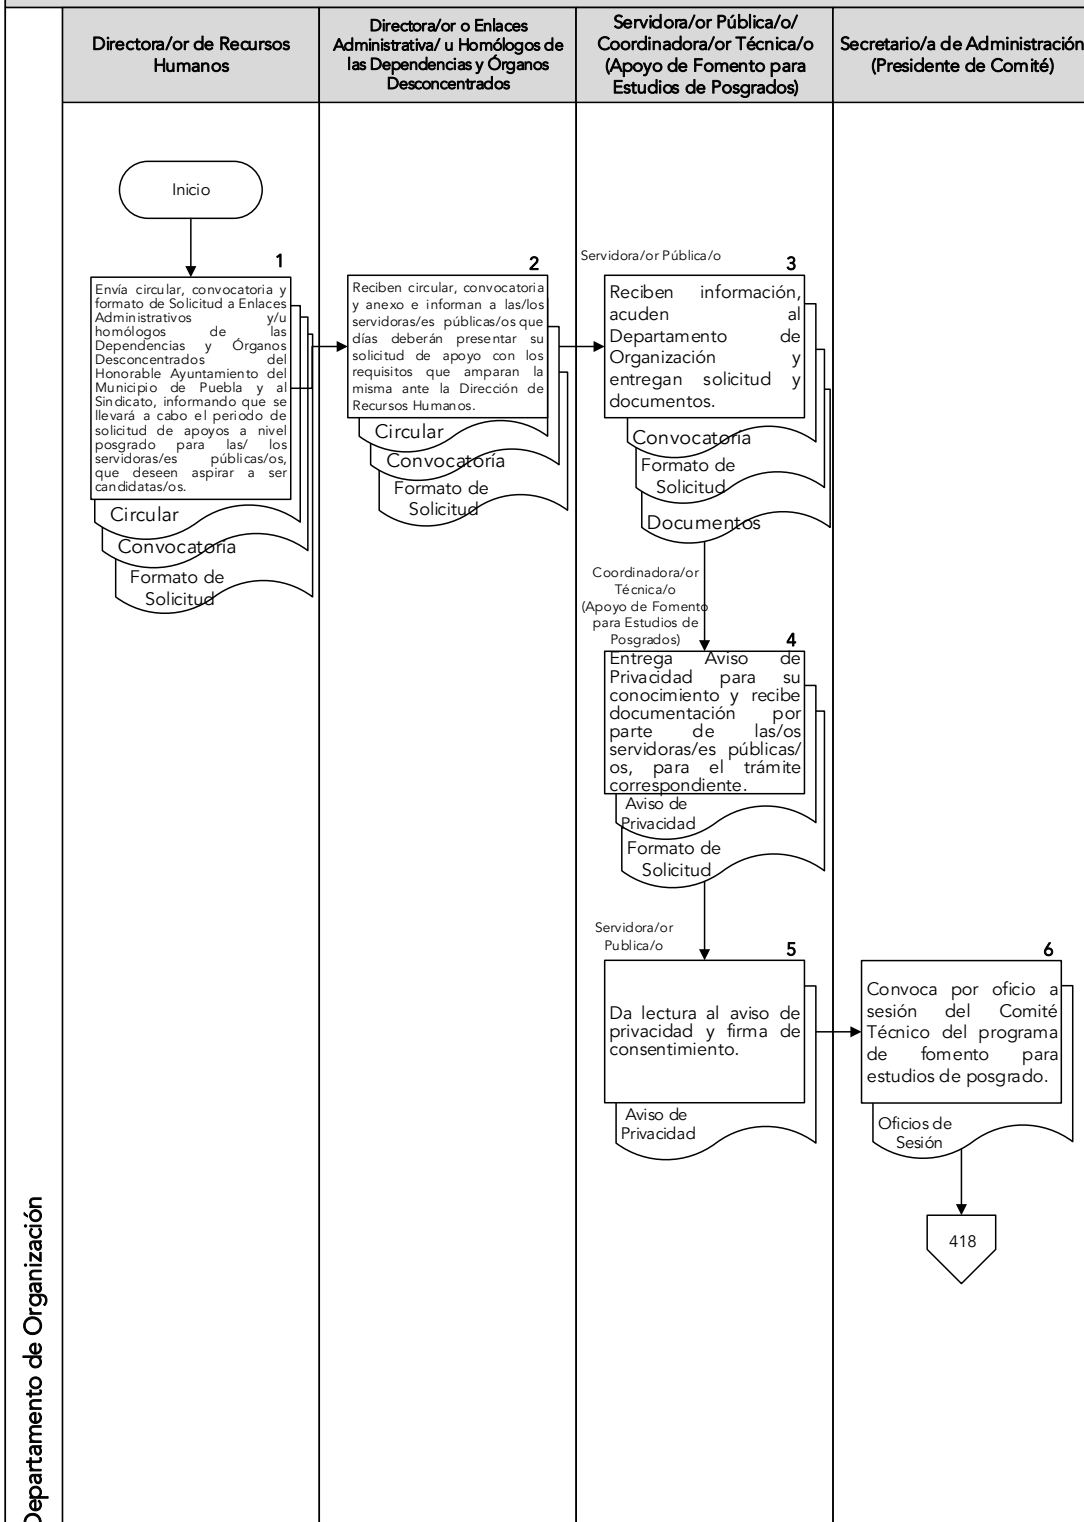 Directora/or de Recursos
Humanos
Directora/or o Enlaces
Administrativa/ u Homólogos de
las Dependencias y Órganos
Desconcentrados
Servidora/or Pública/o/
Coordinadora/or Técnica/o
(Apoyo de Fomento para
Estudios de Posgrados)
Secretario/a de Administración
(Presidente de Comité)
Inicio
1
Envía circular, convocatoria y
formato de Solicitud a Enlaces
Administrativos y/u
homólogos de las
Dependencias y Órganos
Desconcentrados del
Honorable Ayuntamiento del
Municipio de Puebla y al
Sindicato, informando que se
llevará a cabo el periodo de
solicitud de apoyos a nivel
posgrado para las/ los
servidoras/es públicas/os,
que deseen aspirar a ser
candidatas/os.
Circular
Convocatoria
Formato de
Solicitud
2
Reciben circular, convocatoria
y anexo e informan a las/los
servidoras/es públicas/os que
días deberán presentar su
solicitud de apoyo con los
requisitos que amparan la
misma ante la Dirección de
Recursos Humanos.
Circular
Convocatoría
Formato de
Solicitud
Servidora/or Pública/o
3
Reciben información,
acuden al
Departamento de
Organización y
entregan solicitud y
documentos.
Convocatoria
Formato de
Solicitud
Documentos
Coordinadora/or
Técnica/o
(Apoyo de Fomento
para Estudios de
Posgrados)
4
Entrega Aviso de
Privacidad para su
conocimiento y recibe
documentación por
parte de las/os
servidoras/es públicas/
os, para el trámite
correspondiente.
Aviso de
Privacidad
Formato de
Solicitud
Servidora/or
Publica/o
5
Da lectura al aviso de
privacidad y firma de
consentimiento.
Aviso de
Privacidad
6
Convoca por oficio a
sesión del Comité
Técnico del programa
de fomento para
estudios de posgrado.
Oficios de
Sesión
418
Departamento de Organización